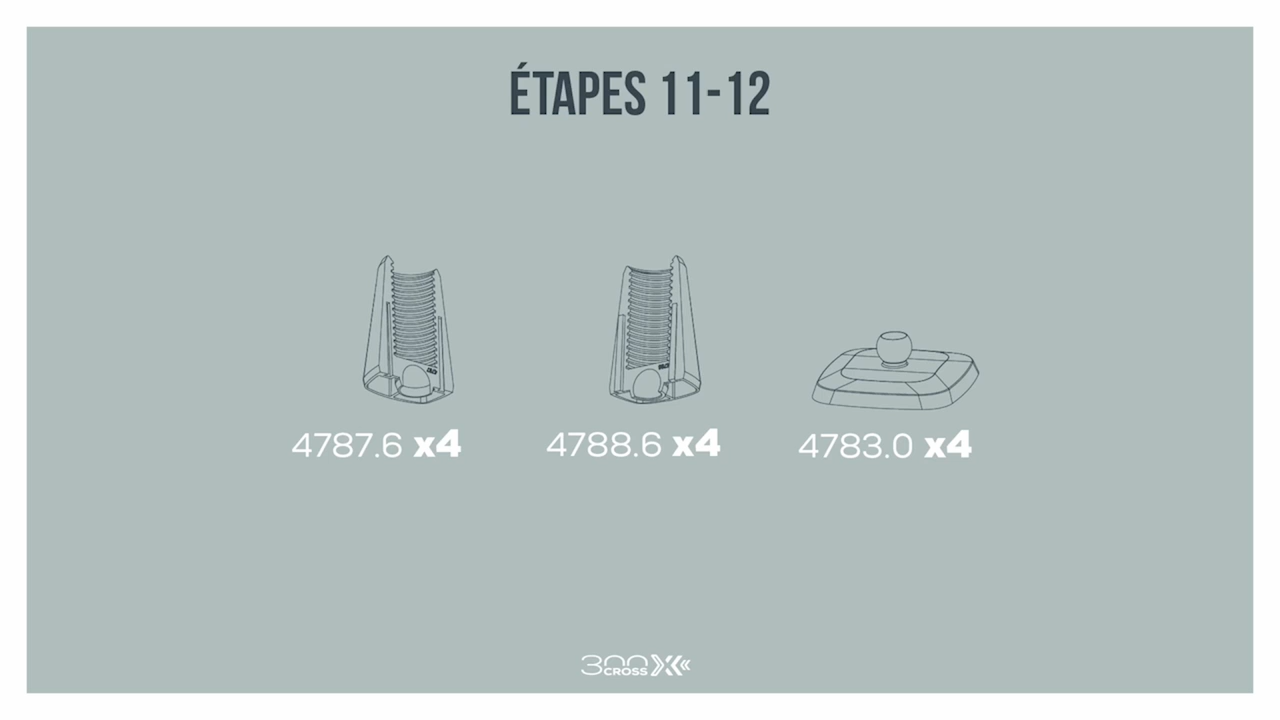 ÉTAPES 11-12
4787.6 x4
4788.6 x4
4783.0 x4
300 CROSS